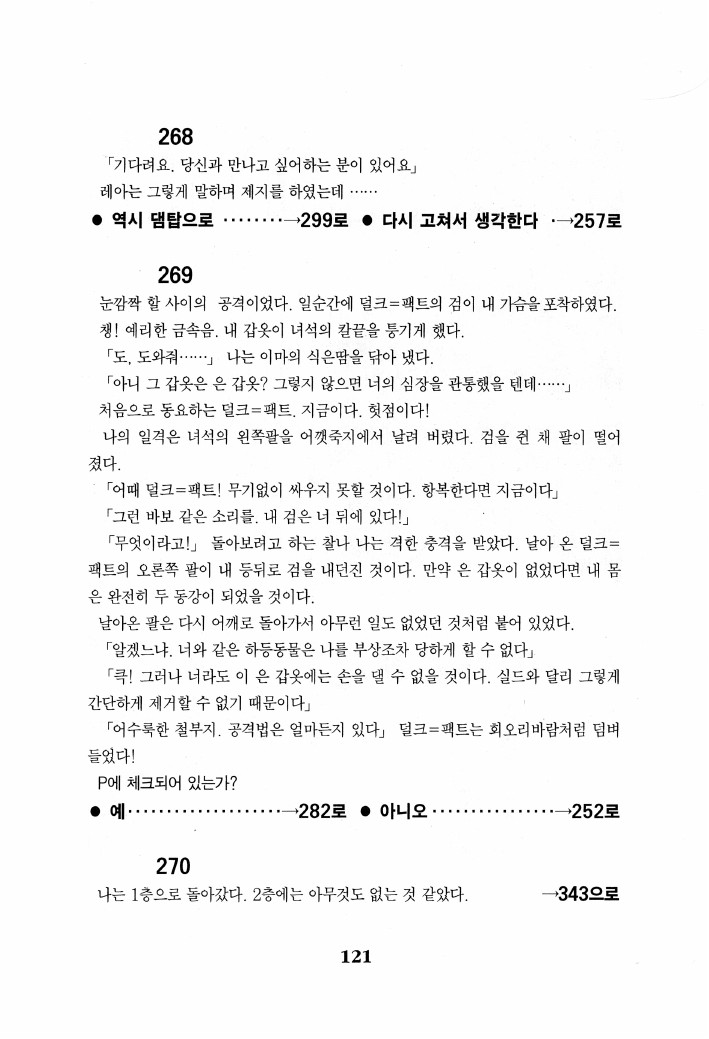 268
「기다려요. 당신과 만나고 싶어하는 분이 있어요」
레아는 그렇게 말하며 제지를 하였는데 ……
● 역시 댐탑으로 ········→299로 ● 다시 고쳐서 생각한다 ·→257로
269
눈깜짝 할 사이의 공격이었다. 일순간에 덜크=팩트의 검이 내 가슴을 포착하였다.
챙! 예리한 금속음. 내 갑옷이 녀석의 칼끝을 퉁기게 했다.
「도, 도와줘……」 나는 이마의 식은땀을 닦아 냈다.
「아니 그 갑옷은 은 갑옷? 그렇지 않으면 너의 심장을 관통했을 텐데……」
처음으로 동요하는 덜크=팩트. 지금이다. 헛점이다!
나의 일격은 녀석의 왼쪽팔을 어깻죽지에서 날려 버렸다. 검을 쥔 채 팔이 떨어
졌다.
「어때 덜크=팩트! 무기없이 싸우지 못할 것이다. 항복한다면 지금이다」
「그런 바보 같은 소리를. 내 검은 너 뒤에 있다!」
「무엇이라고!」 돌아보려고 하는 찰나 나는 격한 충격을 받았다. 날아 온 덜크=
팩트의 오른쪽 팔이 내 등뒤로 검을 내던진 것이다. 만약 은 갑옷이 없었다면 내 몸
은 완전히 두 동강이 되었을 것이다.
날아온 팔은 다시 어깨로 돌아가서 아무런 일도 없었던 것처럼 붙어 있었다.
「알겠느냐. 너와 같은 하등동물은 나를 부상조차 당하게 할 수 없다」
「큭! 그러나 너라도 이 은 갑옷에는 손을 댈 수 없을 것이다. 실드와 달리 그렇게
간단하게 제거할 수 없기 때문이다」
「어수룩한 철부지. 공격법은 얼마든지 있다」 덜크=팩트는 회오리바람처럼 덤벼
들었다!
P에 체크되어 있는가?
● 예····················→282로 ● 아니오················→252로
270
나는 1층으로 돌아갔다. 2층에는 아무것도 없는 것 같았다. →343으로
121